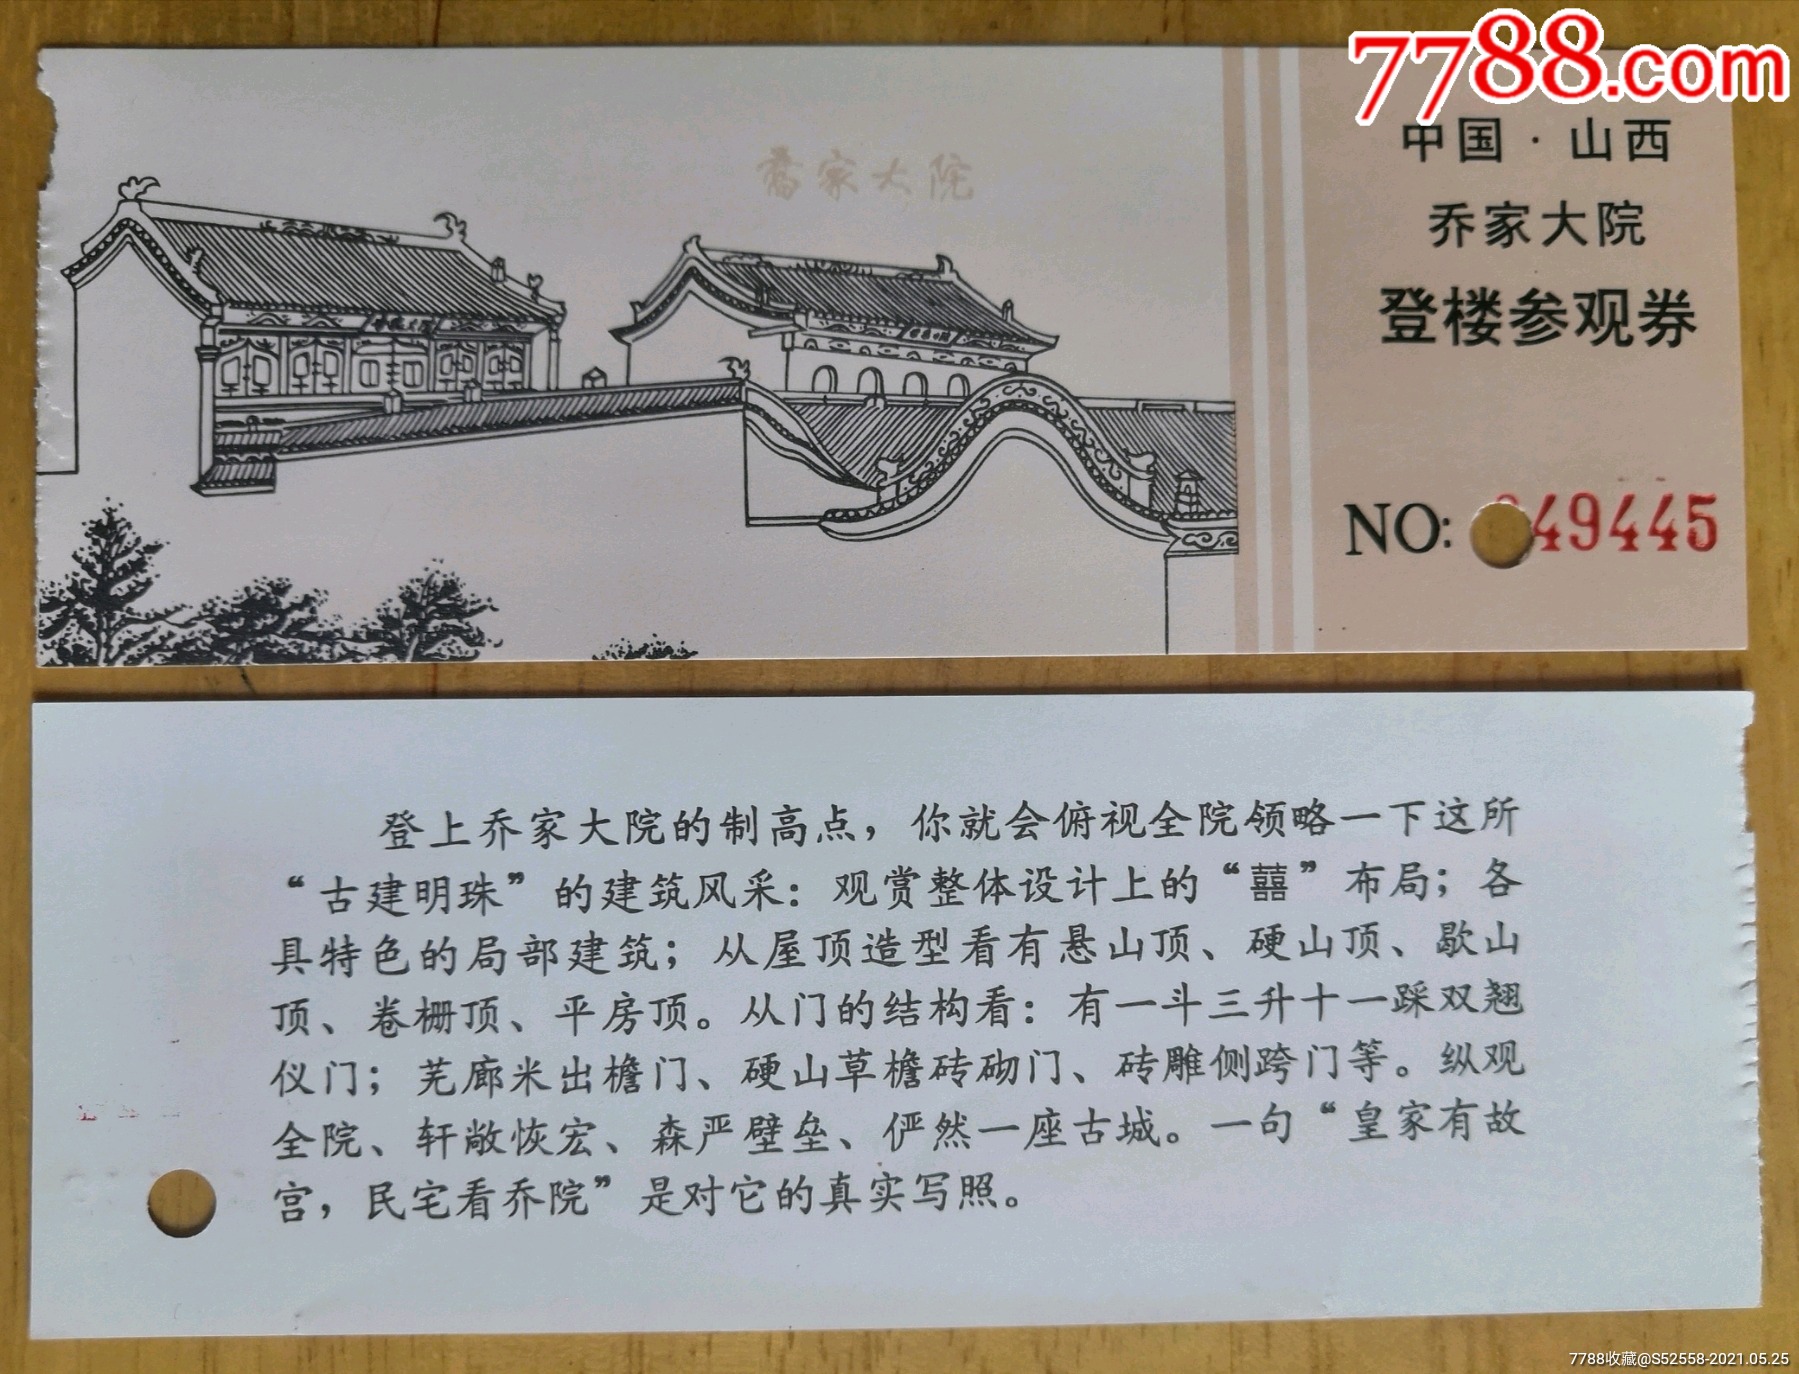 7788.com
喬家大院
中国·山西
乔家大院
登楼参观券
NO: 49445
登上乔家大院的制高点，你就会俯视全院领略一下这所
“古建明珠”的建筑风采：观赏整体设计上的“囍”布局；各
具特色的局部建筑；从屋顶造型看有悬山顶、硬山顶、歇山
顶、卷栅顶、平房顶。从门的结构看：有一斗三升十一踩双翘
仪门；芜廊米出檐门、硬山草檐砖砌门、砖雕侧跨门等。纵观
全院、轩敞恢宏、森严壁垒、俨然一座古城。一句“皇家有故
宫，民宅看乔院”是对它的真实写照。
7788收藏@S52558-2021.05.25